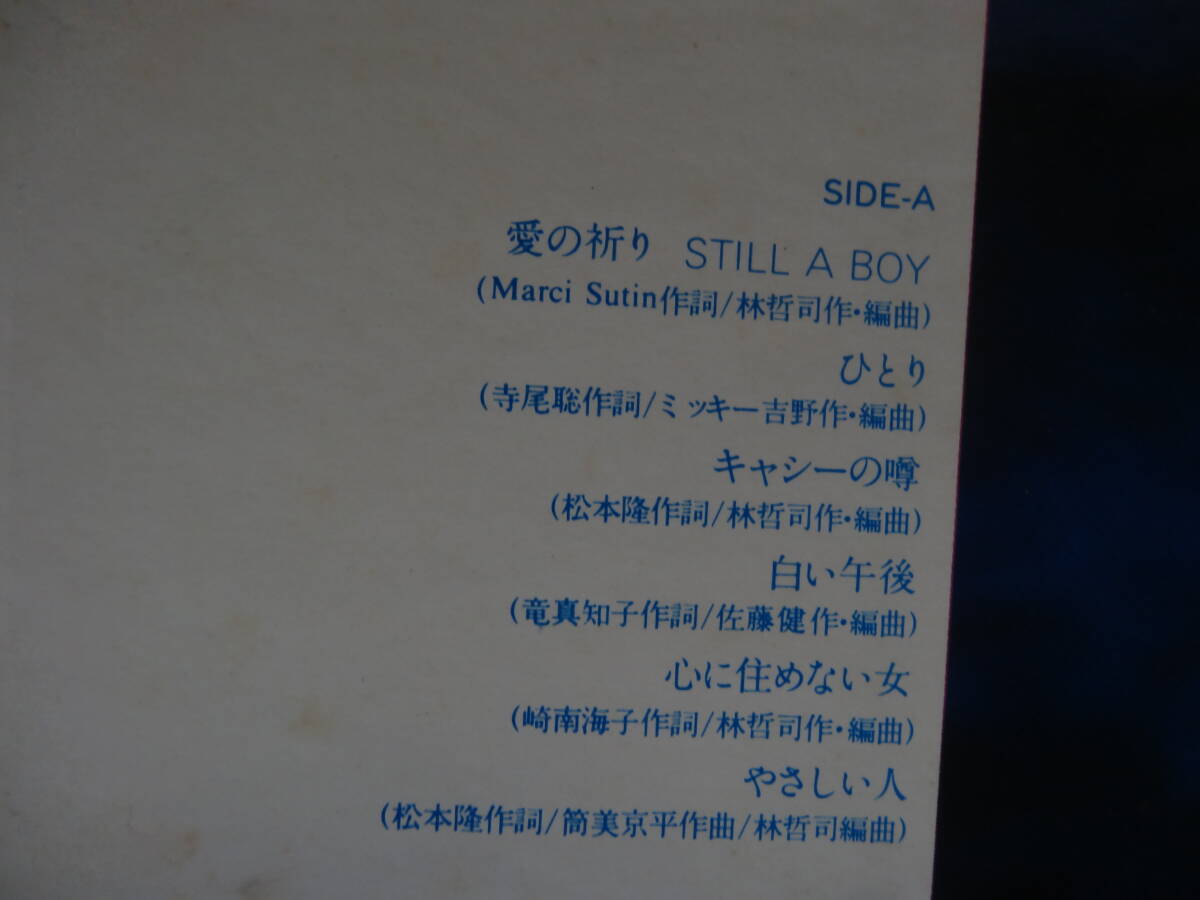 SIDE-A
愛の祈り STILL A BOY
(Marci Sutin作詞/林哲司作・編曲)
ひとり
(寺尾聡作詞/ミッキー吉野作・編曲)
キャシーの噂
(松本隆作詞/林哲司作・編曲)
白い午後
(竜真知子作詞/佐藤健作・編曲)
心に住めない女
(崎南海子作詞/林哲司作・編曲)
やさしい人
(松本隆作詞/筒美京平作曲/林哲司編曲)